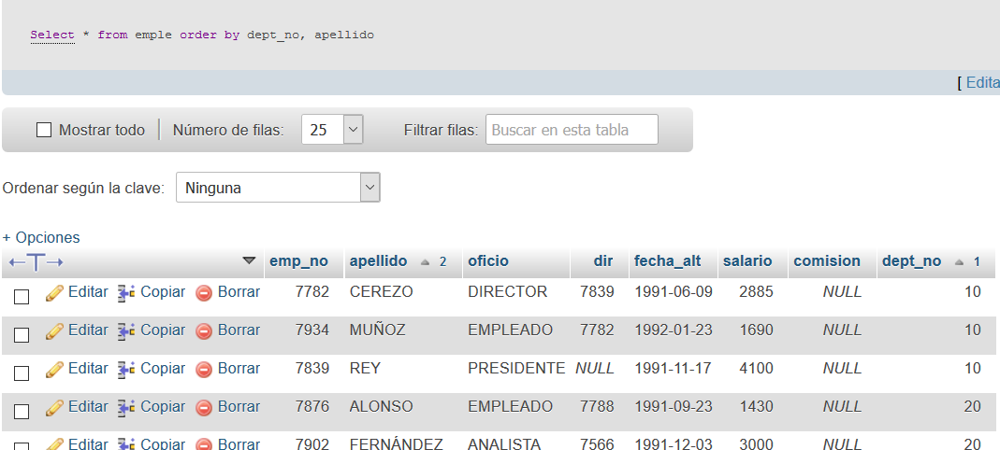 Select * from emple order by dept_no, apellido
[ Edita
Mostrar todo Número de filas: 25 Filtrar filas: Buscar en esta tabla
Ordenar según la clave: Ninguna
+ Opciones
emp_no apellido 2 oficio dir fecha_alt salario comision dept_no 1
Editar Copiar Borrar 7782 CEREZO DIRECTOR 7839 1991-06-09 2885 NULL 10
Editar Copiar Borrar 7934 MUÑOZ EMPLEADO 7782 1992-01-23 1690 NULL 10
Editar Copiar Borrar 7839 REY PRESIDENTE NULL 1991-11-17 4100 NULL 10
Editar Copiar Borrar 7876 ALONSO EMPLEADO 7788 1991-09-23 1430 NULL 20
Editar Copiar Borrar 7902 FERNÁNDEZ ANALISTA 7566 1991-12-03 3000 NULL 20